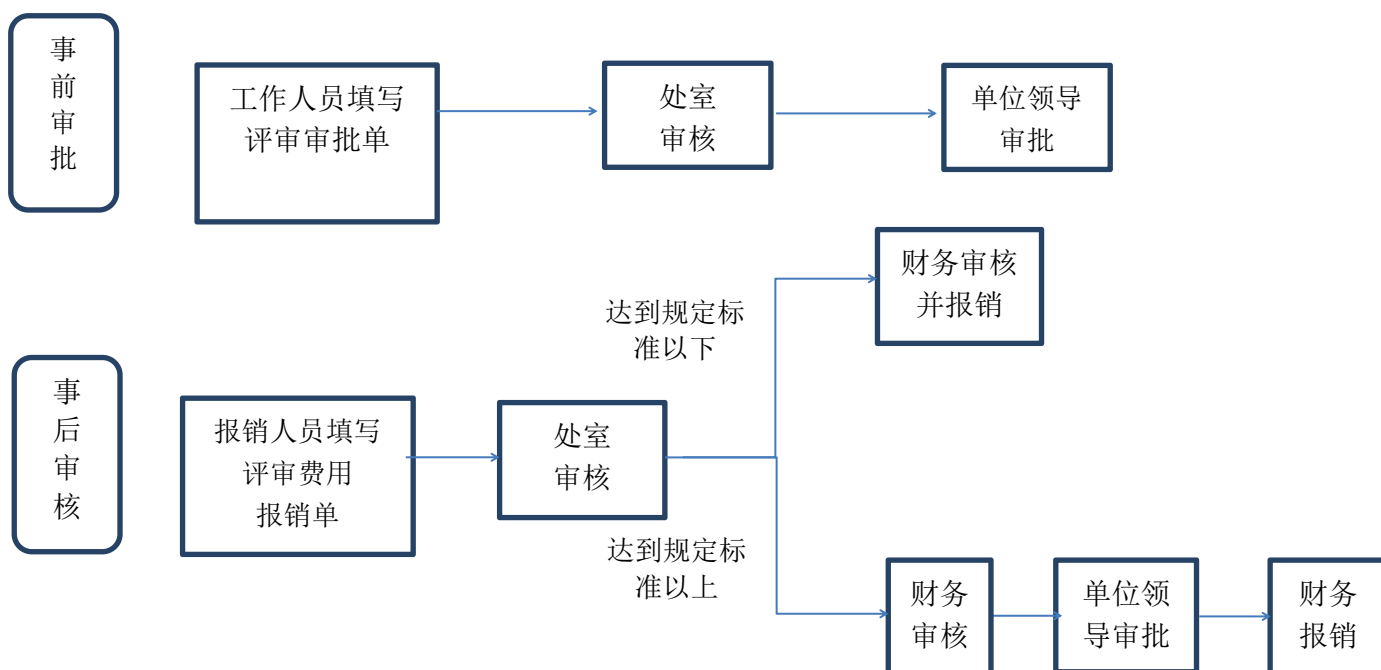 事
前
审
批
工作人员填写
评审审批单
处室
审核
单位领导
审批
财务审核
并报销
达到规定标
准以下
事
后
审
核
报销人员填写
评审费用
报销单
处室
审核
达到规定标
准以上
财务
审核
单位领
导审批
财务
报销